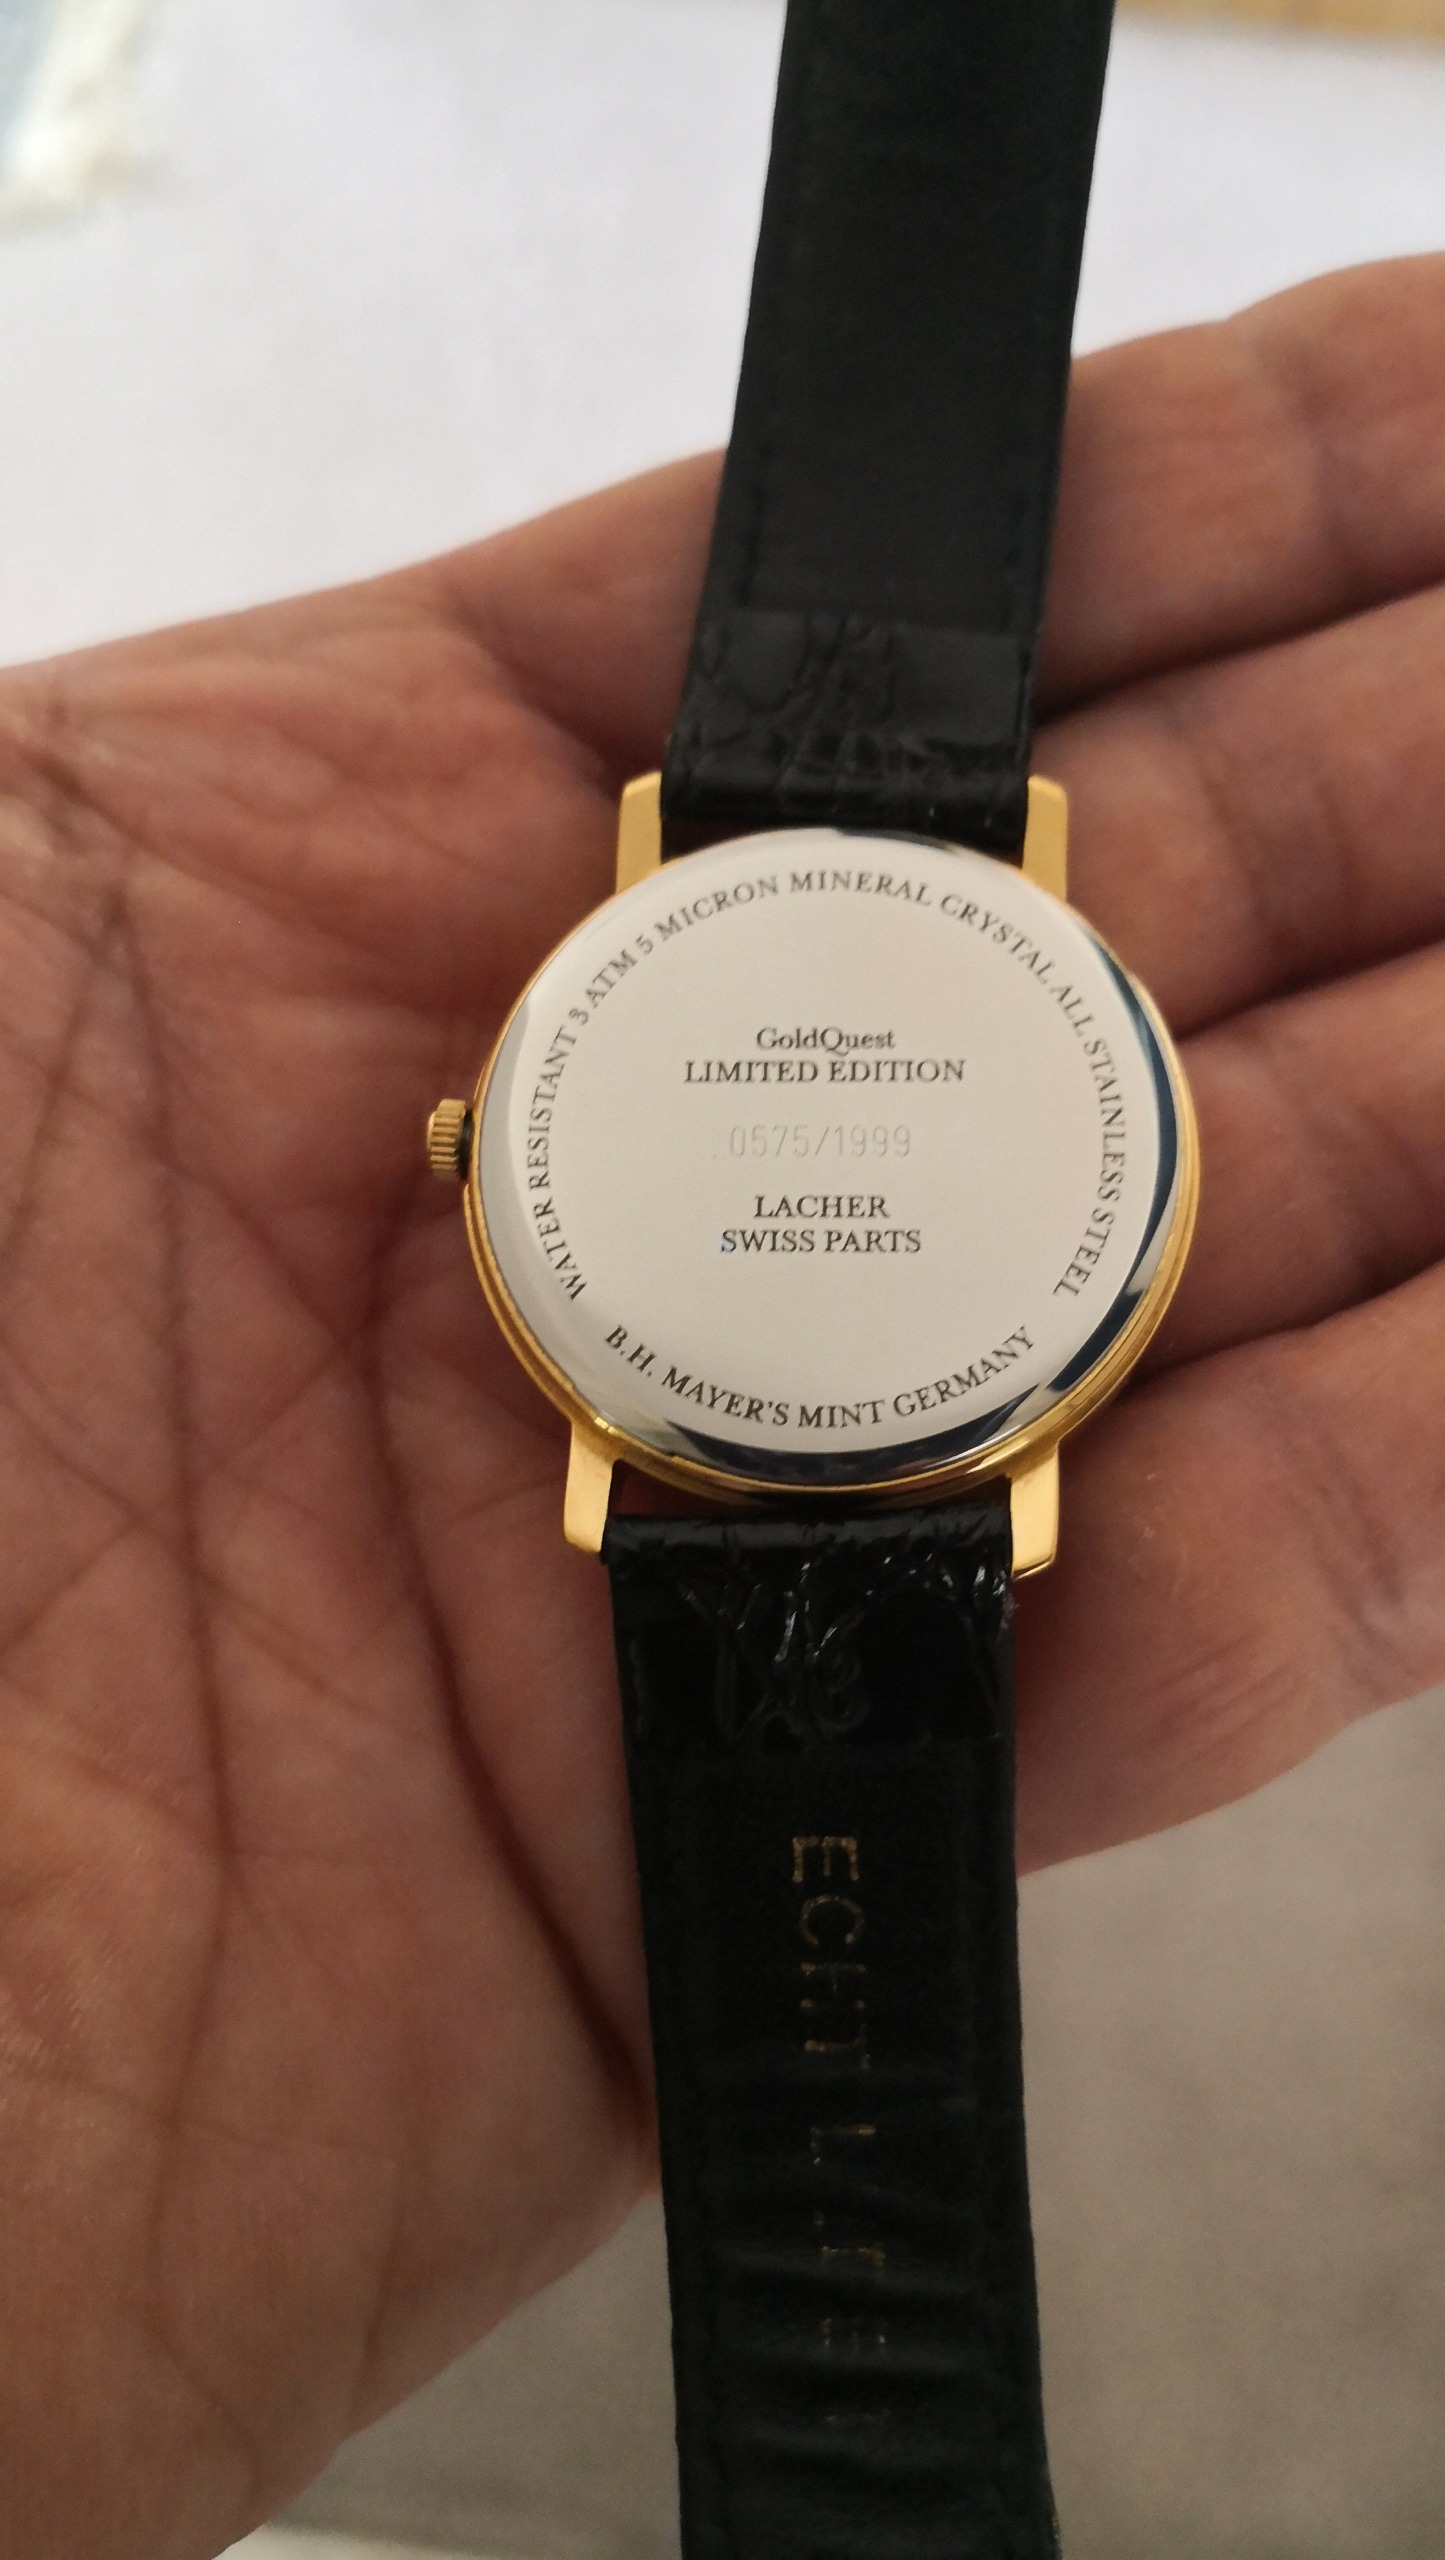 WATER RESISTANT 3 ATM 5 MICRON MINERAL CRYSTAL ALL STAINLESS STEEL
GoldQuest
LIMITED EDITION
0575/1999
LACHER
SWISS PARTS
B.H. MAYER'S MINT GERMANY
ECHT